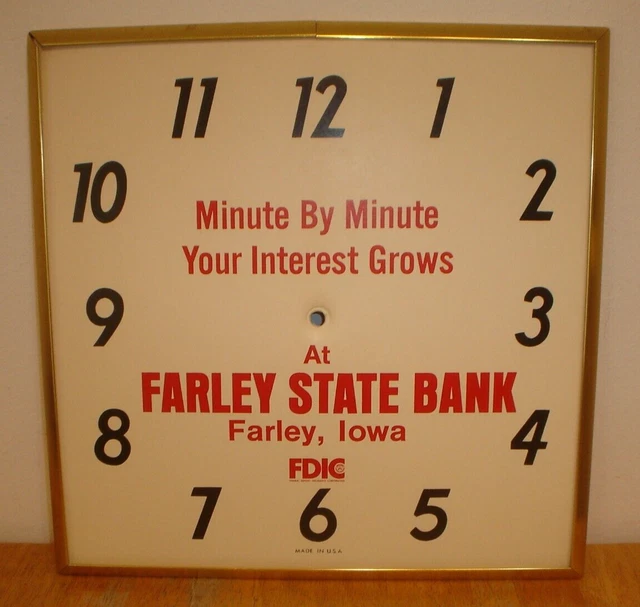 11 12 1
10 2
Minute By Minute
Your Interest Grows
9 3
At
FARLEY STATE BANK
Farley, Iowa
8 4
FDIC
7 6 5
MADE IN U.S.A